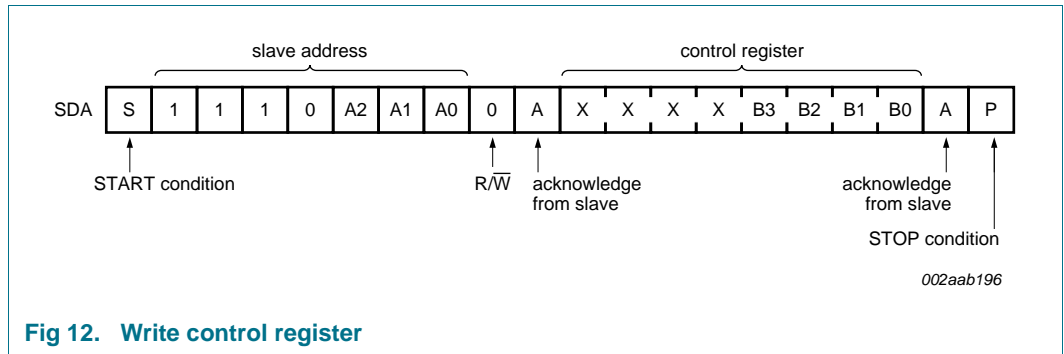 slave address
control register
SDA S 1 1 1 0 A2 A1 A0 0 A X X X X B3 B2 B1 B0 A P
START condition
R/W̅
acknowledge
from slave
acknowledge
from slave
STOP condition
002aab196
Fig 12. Write control register